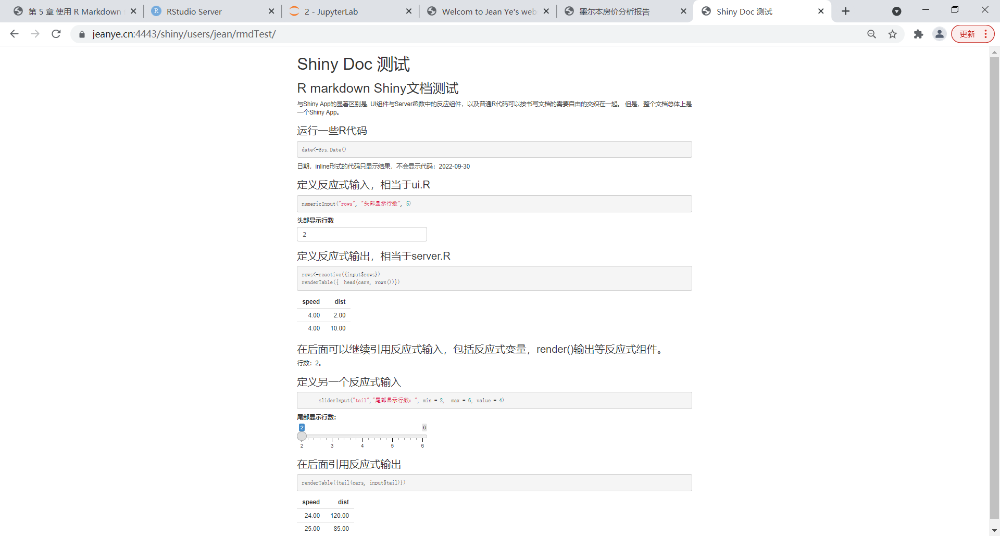 第 5 章 使用 R Markdown
RStudio Server
2 - JupyterLab
Welcom to Jean Ye's web
墨尔本房价分析报告
Shiny Doc 测试
jeanye.cn:4443/shiny/users/jean/rmdTest/
更新
Shiny Doc 测试
R markdown Shiny文档测试
与Shiny App的显著区别是, UI组件与Server函数中的反应组件，以及普通R代码可以按书写文档的需要自由的交织在一起。 但是，整个文档总体上是
一个Shiny App。
运行一些R代码
date<-Sys.Date()
日期，inline形式的代码只显示结果，不会显示代码：2022-09-30
定义反应式输入，相当于ui.R
numericInput("rows", "头部显示行数", 5)
头部显示行数
2
定义反应式输出，相当于server.R
rows<-reactive({input$rows})
renderTable({  head(cars, rows())})
speed dist
4.00 2.00
4.00 10.00
在后面可以继续引用反应式输入，包括反应式变量，render()输出等反应式组件。
行数：2。
定义另一个反应式输入
sliderInput("tail","尾部显示行数：", min = 2,  max = 6, value = 4)
尾部显示行数：
2 6
2 3 4 5 6
在后面引用反应式输出
renderTable({tail(cars, input$tail)})
speed dist
24.00 120.00
25.00 85.00